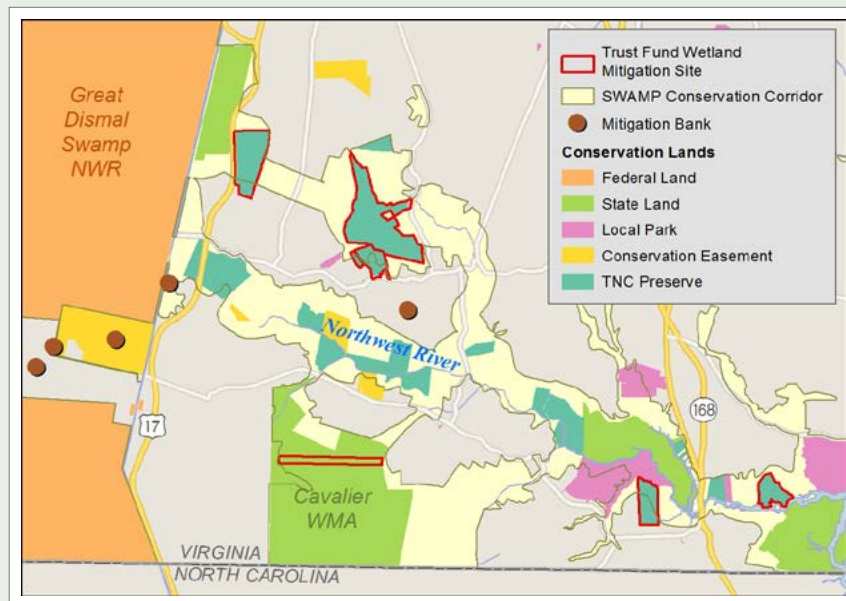 Great
Dismal
Swamp
NWR
Trust Fund Wetland
Mitigation Site
SWAMP Conservation Corridor
Mitigation Bank
Conservation Lands
Federal Land
State Land
Local Park
Conservation Easement
TNC Preserve
Northwest River
17
168
Cavalier
WMA
VIRGINIA
NORTH CAROLINA